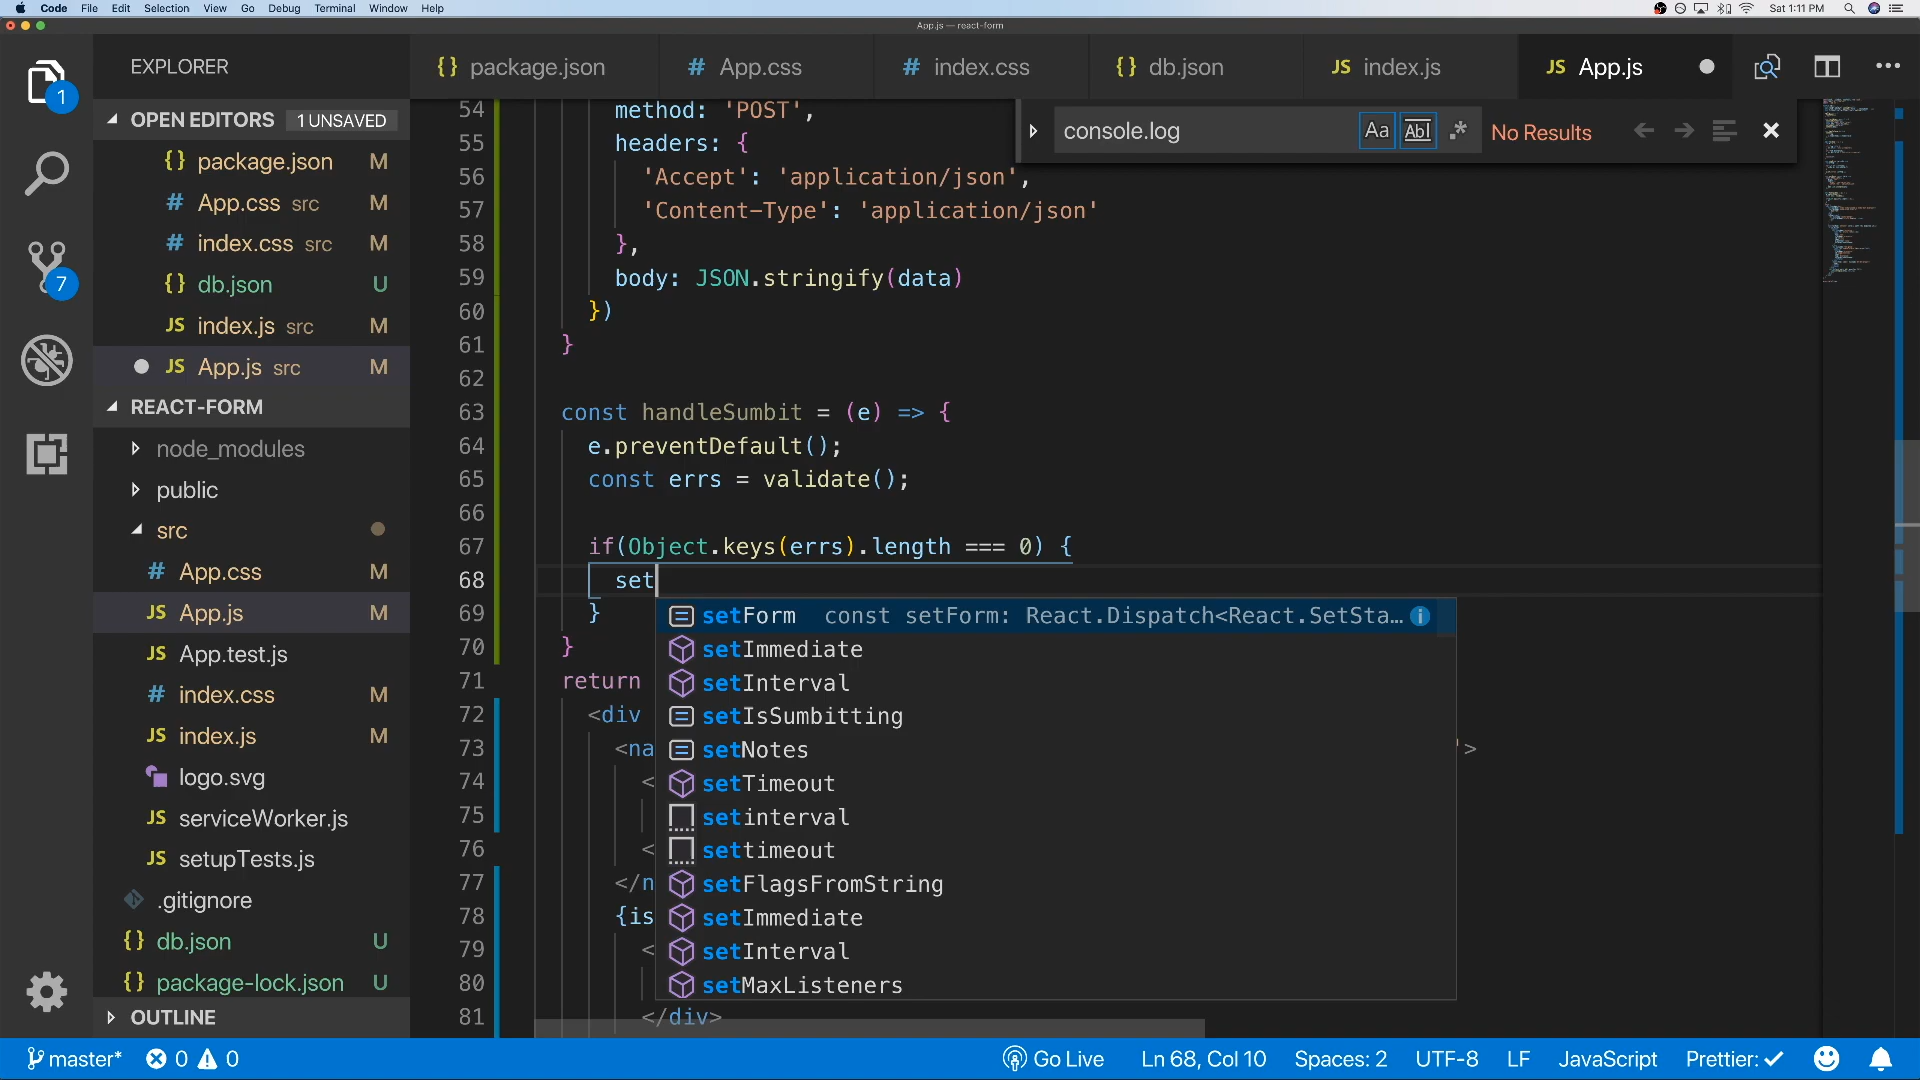 Code File Edit Selection View Go Debug Terminal Window Help Sat 1:11 PM
App.js — react-form
EXPLORER
{} package.json # App.css # index.css {} db.json JS index.js JS App.js
1
OPEN EDITORS 1 UNSAVED
{} package.json M
# App.css src M
# index.css src M
{} db.json U
JS index.js src M
JS App.js src M
7
REACT-FORM
node_modules
public
src
# App.css M
JS App.js M
JS App.test.js
# index.css M
JS index.js M
logo.svg
JS serviceWorker.js
JS setupTests.js
.gitignore
{} db.json U
{} package-lock.json U
OUTLINE
console.log Aa Abl .* No Results
54 method: 'POST',
55 headers: {
56 'Accept': 'application/json',
57 'Content-Type': 'application/json'
58 },
59 body: JSON.stringify(data)
60 })
61 }
62
63 const handleSumbit = (e) => {
64 e.preventDefault();
65 const errs = validate();
66
67 if(Object.keys(errs).length === 0) {
68 set
69 }
70 }
71 return
72 <div
73 <na >
74 <
75
76 <
77 </n
78 {is
79 <
80
81 </div>
setForm const setForm: React.Dispatch<React.SetSta…
setImmediate
setInterval
setIsSumbitting
setNotes
setTimeout
setinterval
settimeout
setFlagsFromString
setImmediate
setInterval
setMaxListeners
master* 0 0 Go Live Ln 68, Col 10 Spaces: 2 UTF-8 LF JavaScript Prettier: ✓